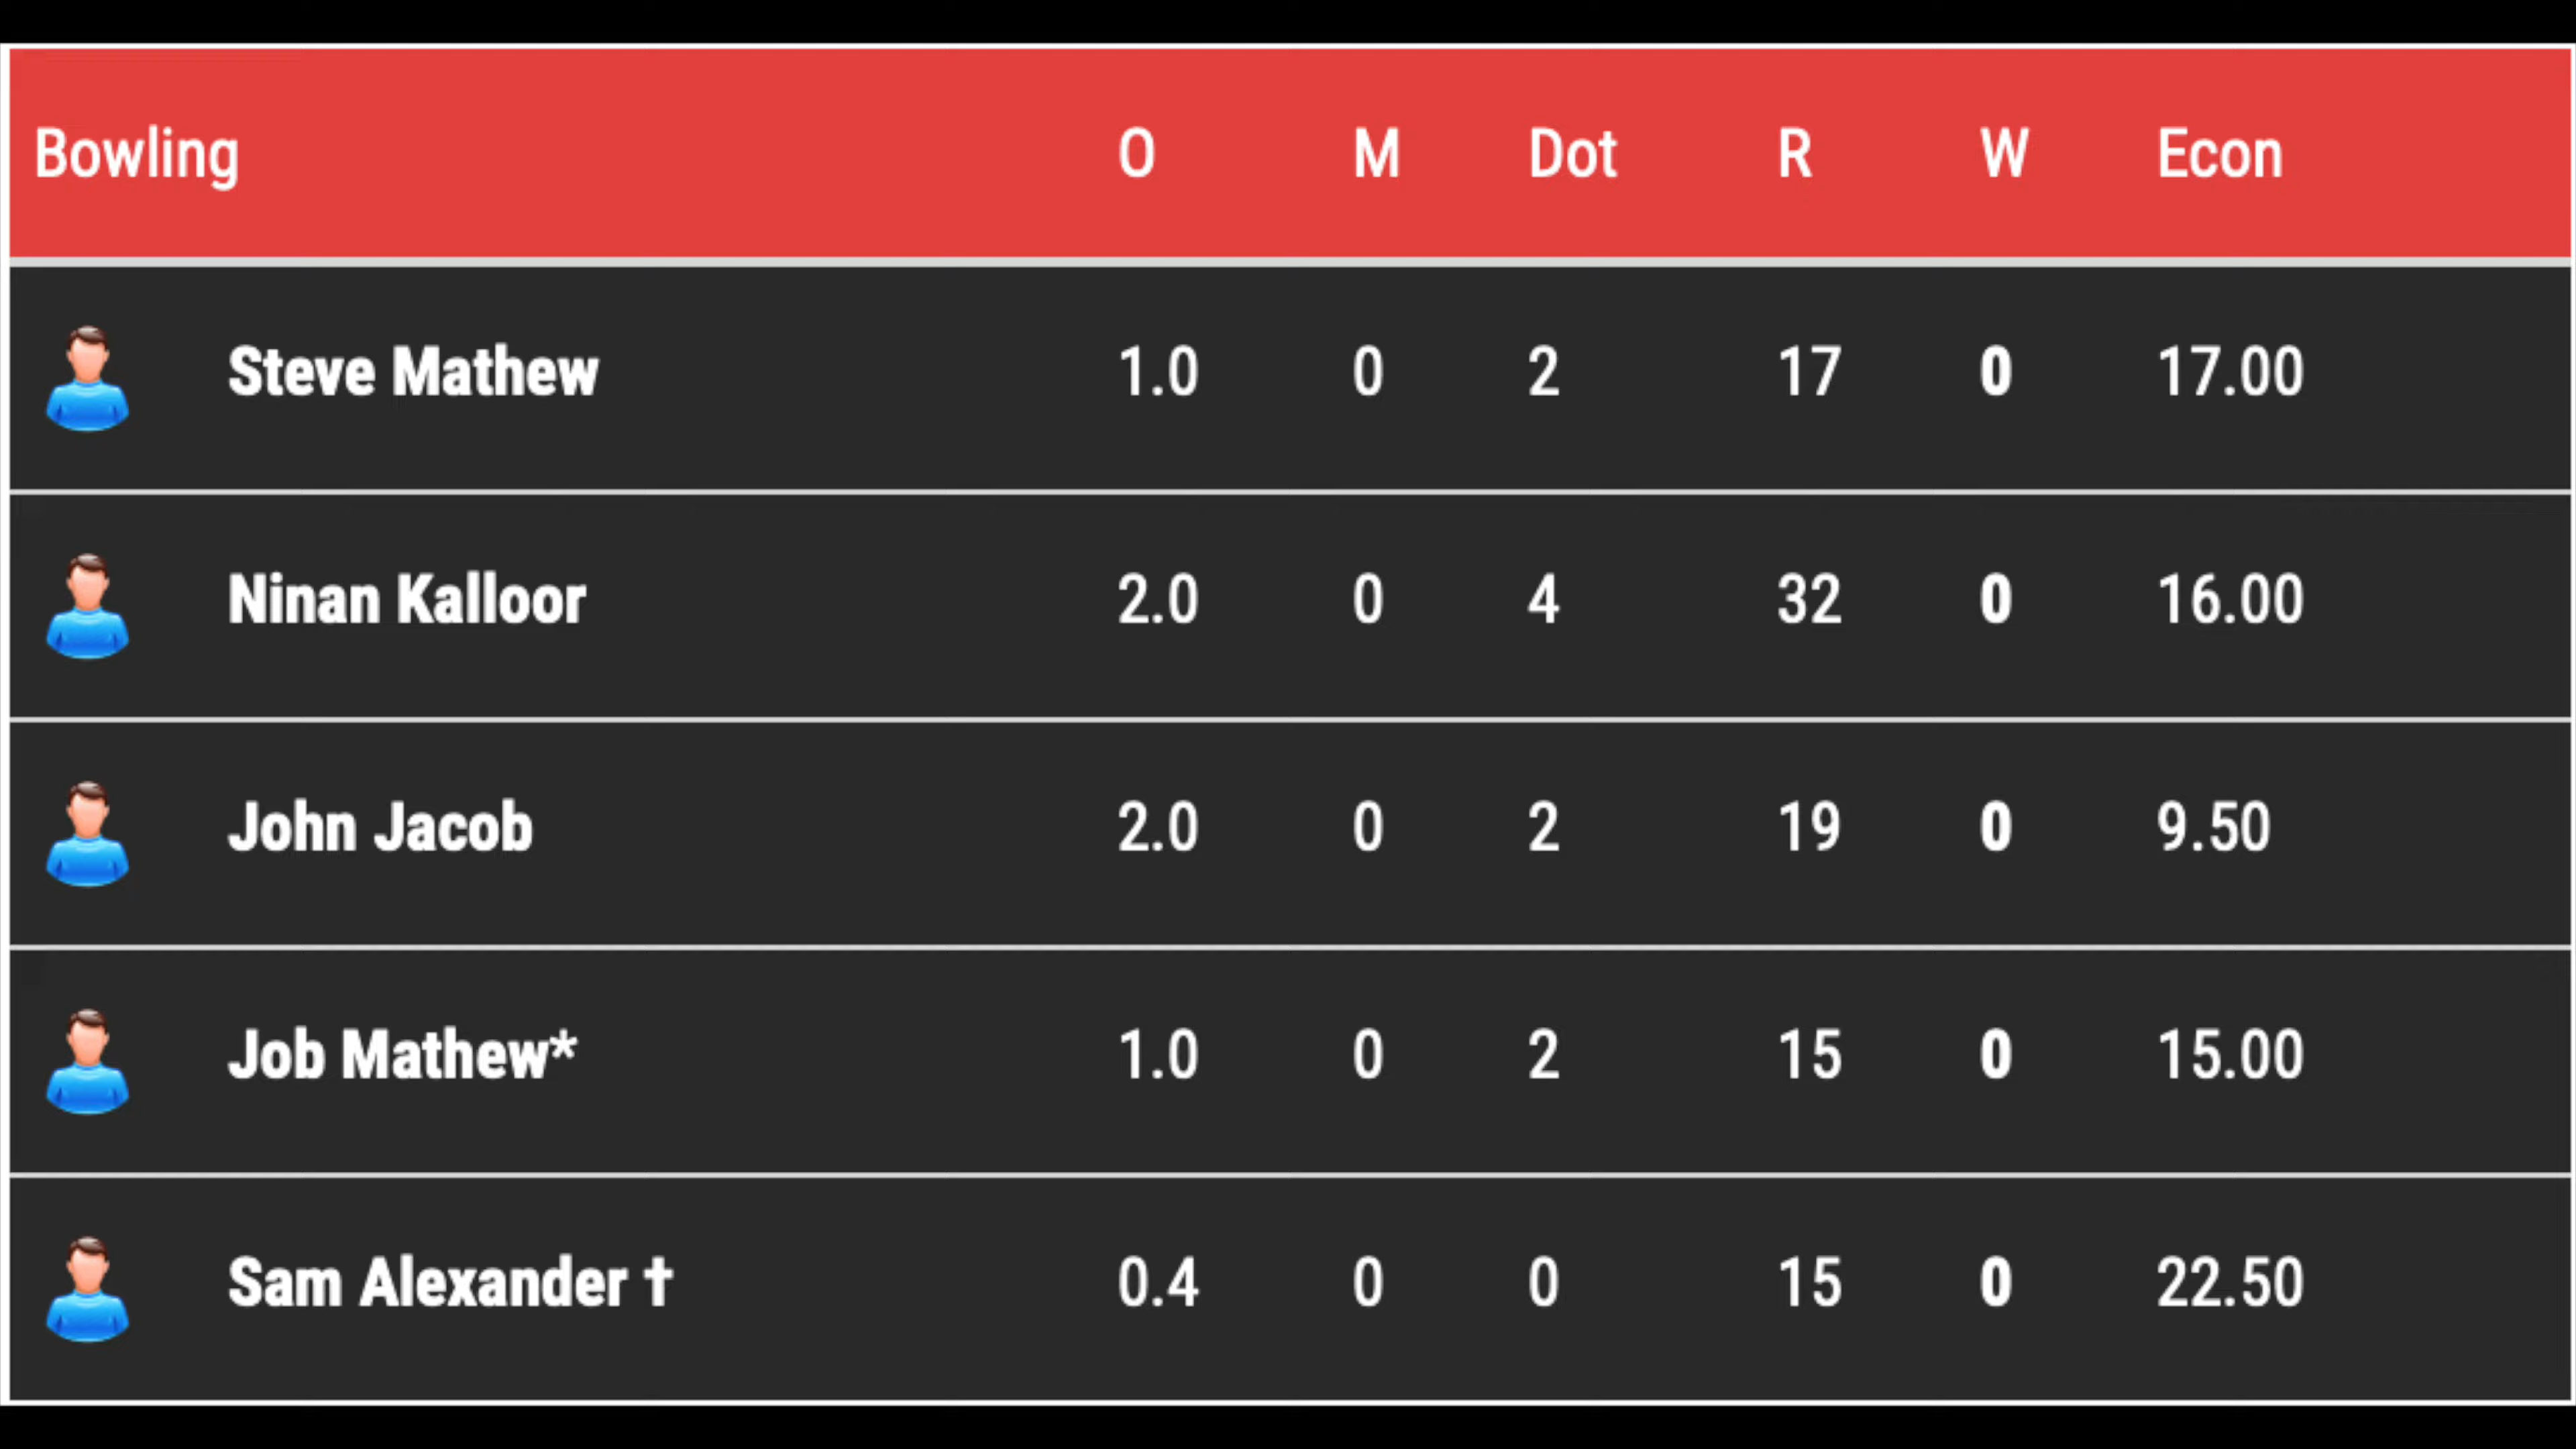 Bowling O M Dot R W Econ
Steve Mathew 1.0 0 2 17 0 17.00
Ninan Kalloor 2.0 0 4 32 0 16.00
John Jacob 2.0 0 2 19 0 9.50
Job Mathew* 1.0 0 2 15 0 15.00
Sam Alexander † 0.4 0 0 15 0 22.50